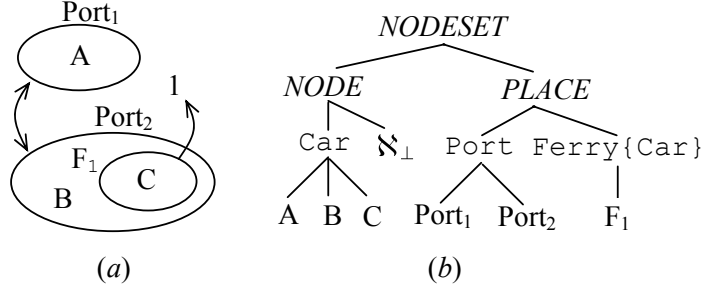 Port₁
A
1
Port₂
F₁
B
C
(a)
NODESET
NODE PLACE
Car ℵ⊥ Port Ferry{Car}
A B C Port₁ Port₂ F₁
(b)